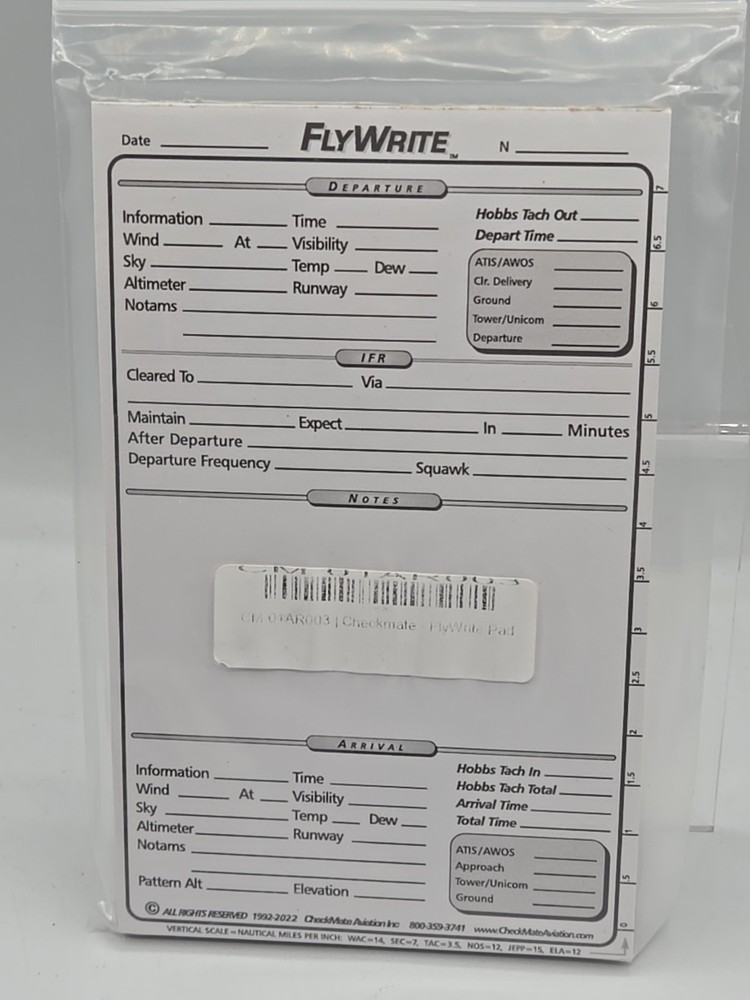 Date FLYWRITE™ N
DEPARTURE
Information Time Hobbs Tach Out
Wind At Visibility Depart Time
Sky Temp Dew ATIS/AWOS
Altimeter Runway Clr. Delivery
Notams Ground
Tower/Unicom
Departure
IFR
Cleared To Via
Maintain Expect In Minutes
After Departure
Departure Frequency Squawk
NOTES
CM-01AR003
CM-01AR003 | Checkmate - FlyWrite Pad
ARRIVAL
Information Time Hobbs Tach In
Wind At Visibility Hobbs Tach Total
Sky Temp Dew Arrival Time
Altimeter Runway Total Time
Notams ATIS/AWOS
Approach
Pattern Alt Elevation Tower/Unicom
Ground
© ALL RIGHTS RESERVED 1992-2022 CheckMate Aviation Inc 800-359-3741 www.CheckMateAviation.com
VERTICAL SCALE = NAUTICAL MILES PER INCH: WAC=14, SEC=7, TAC=3.5, NOS=12, JEPP=15, ELA=12
7
6.5
6
5.5
5
4.5
4
3.5
3
2.5
2
1.5
1
.5
0